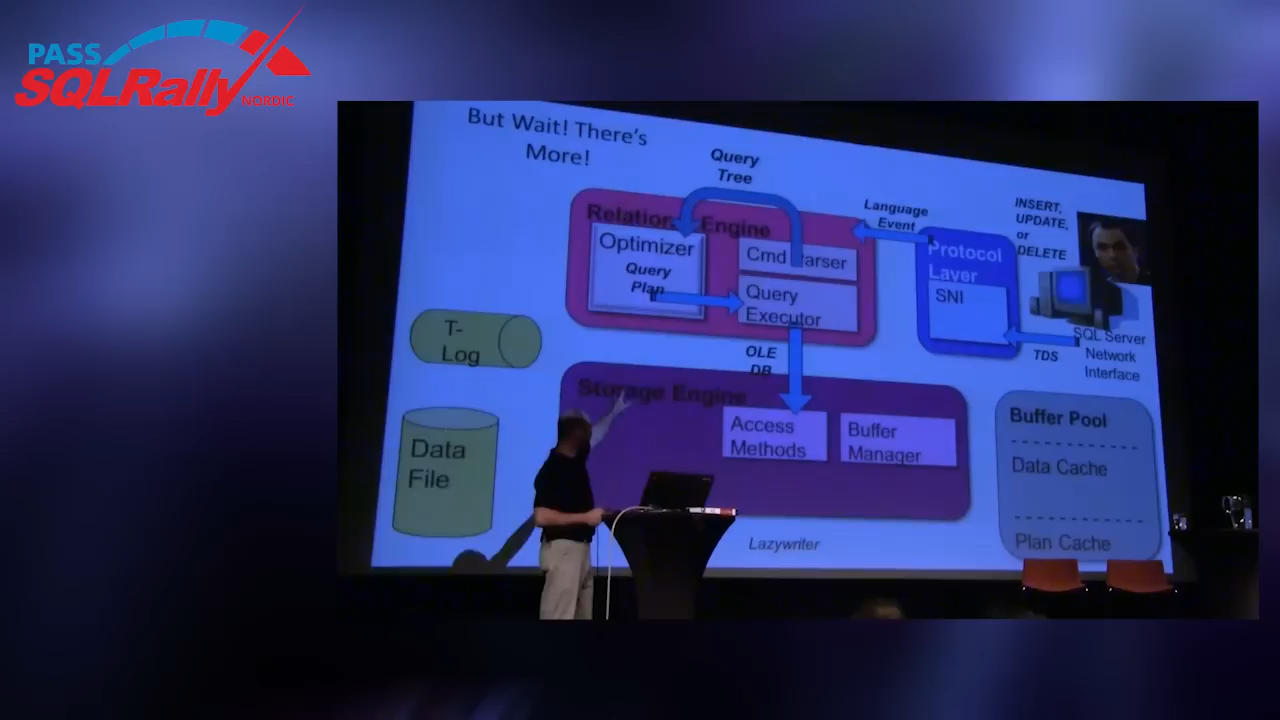 PASS
SQLRally
NORDIC
But Wait! There's
More!
Query
Tree
Language
Event
INSERT,
UPDATE,
or
DELETE
Relation Engine
Optimizer
Query
Plan
Cmd Parser
Query
Executor
Protocol
Layer
SNI
TDS
SQL Server
Network
Interface
T-
Log
OLE
DB
Storage Engine
Access
Methods
Buffer
Manager
Data
File
Buffer Pool
Data Cache
Plan Cache
Lazywriter